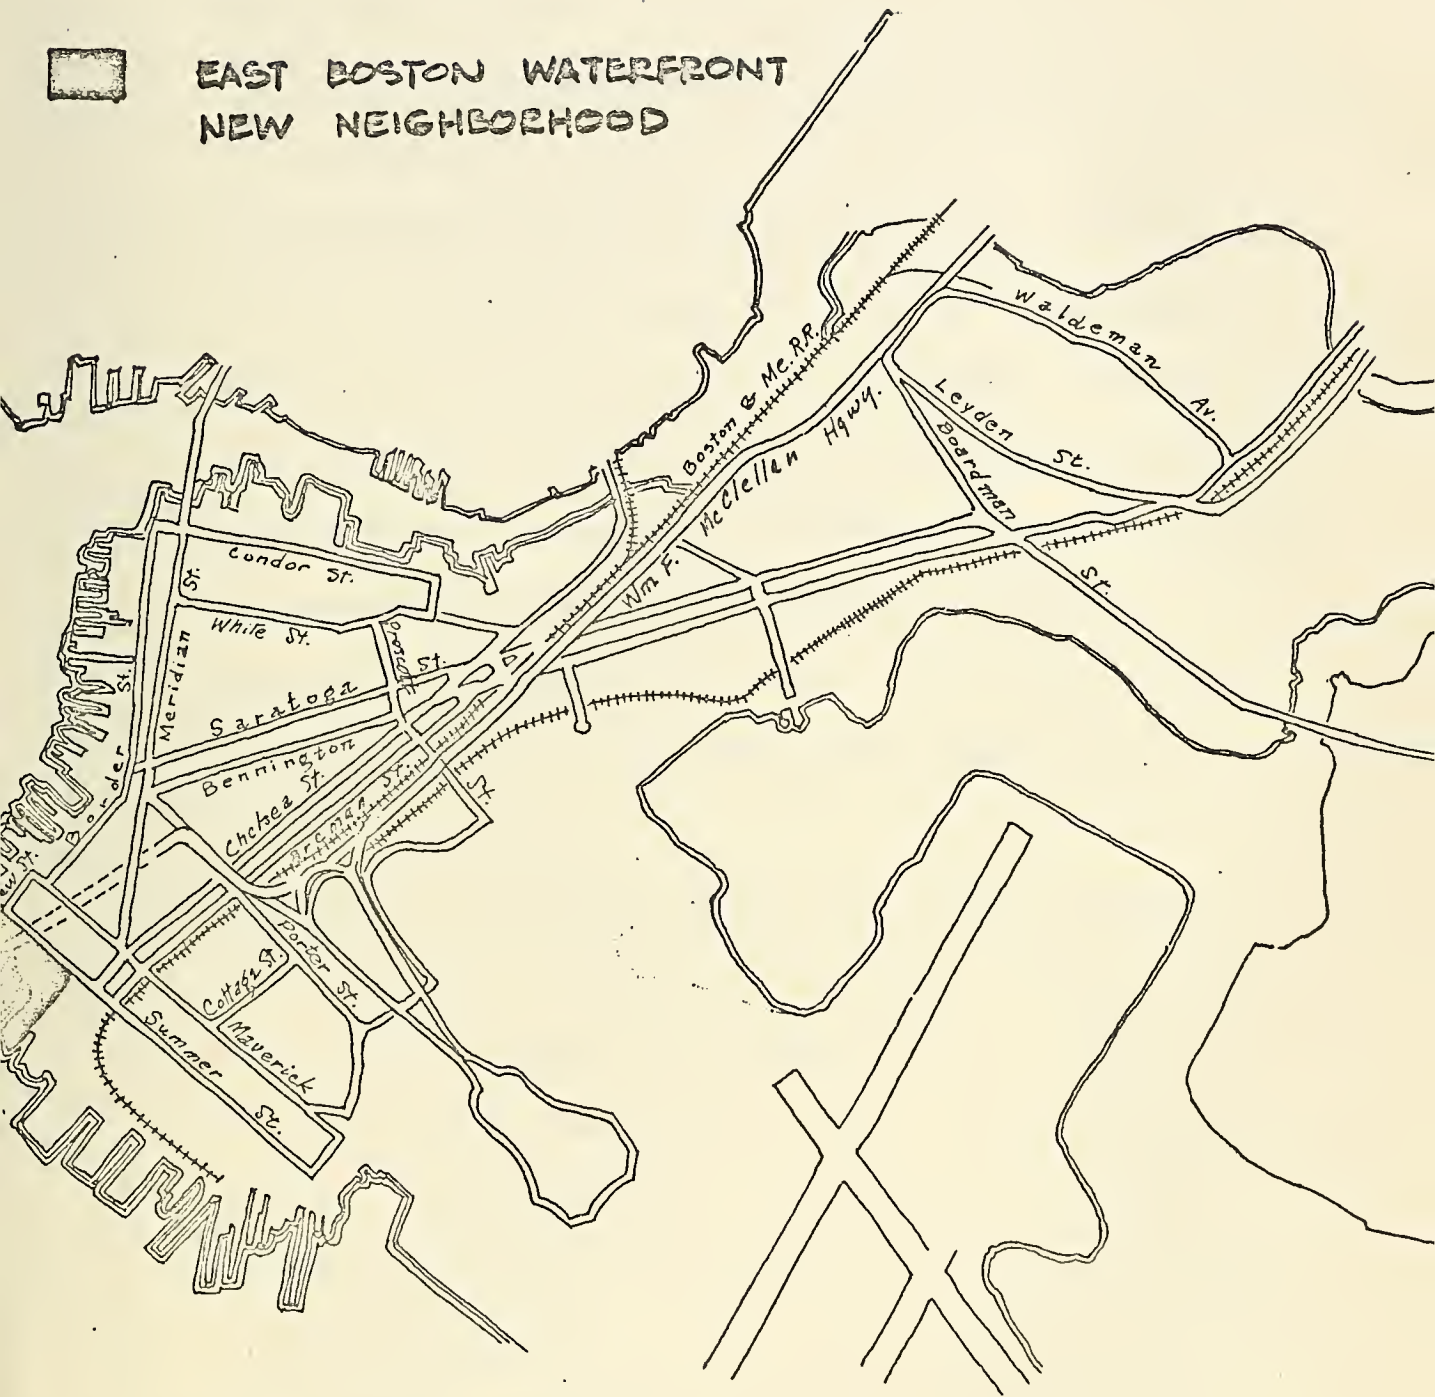 EAST BOSTON WATERFRONT
NEW NEIGHBORHOOD
Waldeman Av.
Boston & Me. R.R.
Leyden St.
Wm F. McClellan Hgwy.
Boardman St.
Condor St.
White St.
Prescott St.
Meridian St.
Saratoga St.
Border St.
Bennington
Chelsea St.
Bremen St.
Porter St.
Cottage St.
Maverick
Summer St.